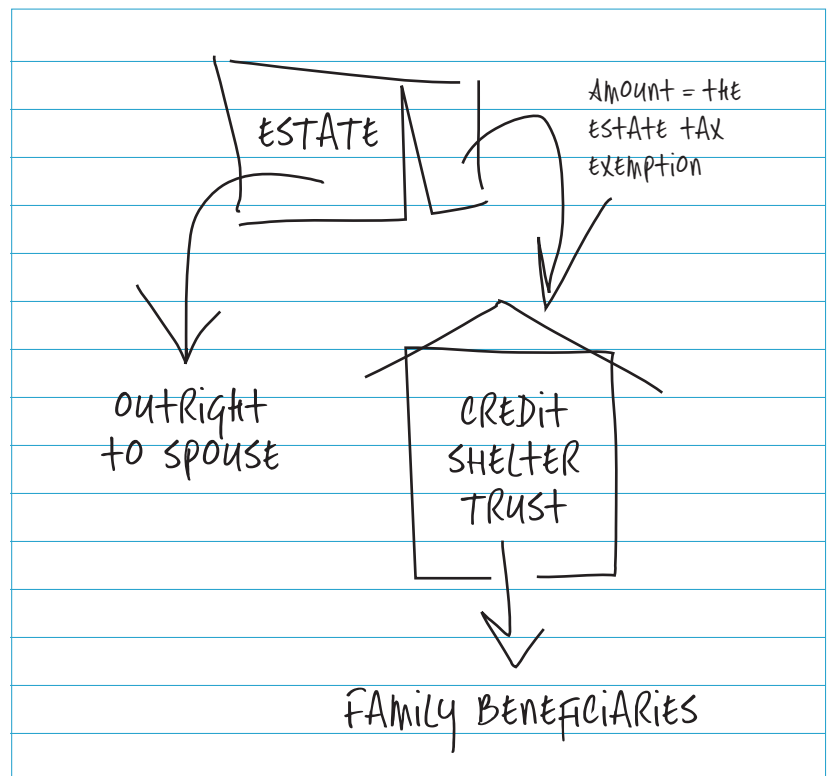 ESTATE
Amount = the
ESTATE tAX
EXEmption
OutRight
to SPOUSE
CREDit
SHELtER
TRUSt
FAmily BENEFiCiARiES